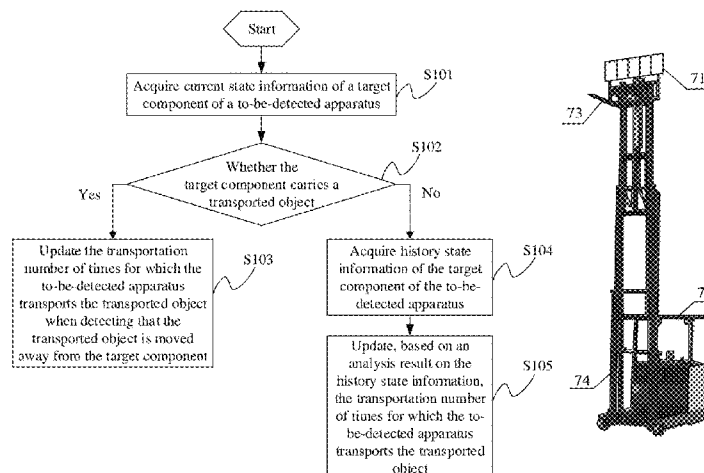 Start
Acquire current state information of a target
component of a to-be-detected apparatus
S101
Whether the
target component carries a
transported object
S102
Yes
No
Update the transportation
number of times for which the
to-be-detected apparatus
transports the transported object
when detecting that the
transported object is moved
away from the target component
S103
Acquire history state
information of the target
component of the to-be-
detected apparatus
S104
Update, based on an
analysis result on the
history state information,
the transportation number
of times for which the to-
be-detected apparatus
transports the transported
object
S105
71
73
74